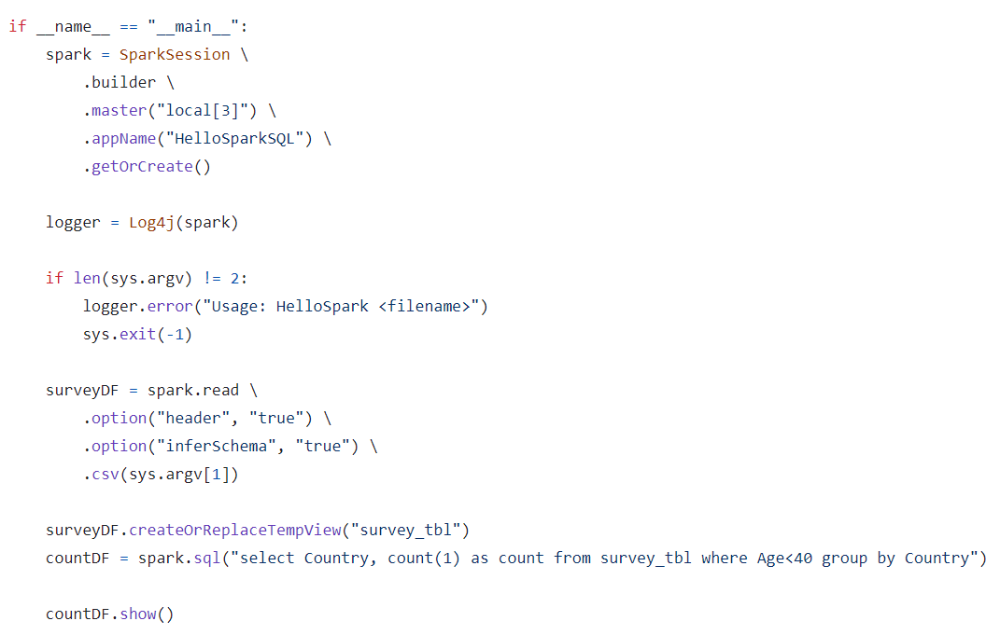 if __name__ == "__main__":
    spark = SparkSession \
        .builder \
        .master("local[3]") \
        .appName("HelloSparkSQL") \
        .getOrCreate()

    logger = Log4j(spark)

    if len(sys.argv) != 2:
        logger.error("Usage: HelloSpark <filename>")
        sys.exit(-1)

    surveyDF = spark.read \
        .option("header", "true") \
        .option("inferSchema", "true") \
        .csv(sys.argv[1])

    surveyDF.createOrReplaceTempView("survey_tbl")
    countDF = spark.sql("select Country, count(1) as count from survey_tbl where Age<40 group by Country")

    countDF.show()